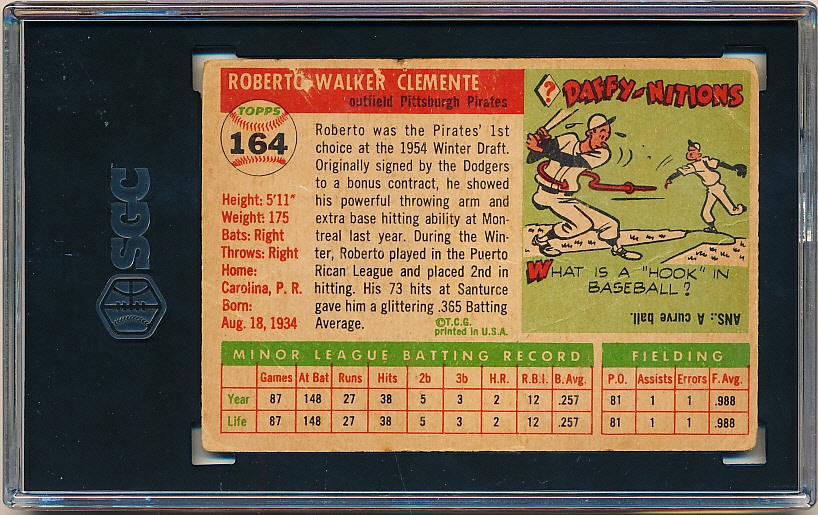 SGC
ROBERTO WALKER CLEMENTE
outfield Pittsburgh Pirates
TOPPS
164
Height: 5'11"
Weight: 175
Bats: Right
Throws: Right
Home:
Carolina, P. R.
Born:
Aug. 18, 1934
Roberto was the Pirates' 1st
choice at the 1954 Winter Draft.
Originally signed by the Dodgers
to a bonus contract, he showed
his powerful throwing arm and
extra base hitting ability at Mon-
treal last year. During the Win-
ter, Roberto played in the Puerto
Rican League and placed 2nd in
hitting. His 73 hits at Santurce
gave him a glittering .365 Batting
Average.
©T.C.G.
printed in U.S.A.
? DAFFY-NITIONS
WHAT IS A "HOOK" IN
BASEBALL?
ANS.: A curve ball.
MINOR LEAGUE BATTING RECORD
Games At Bat Runs Hits 2b 3b H.R. R.B.I. B.Avg.
Year 87 148 27 38 5 3 2 12 .257
Life 87 148 27 38 5 3 2 12 .257
FIELDING
P.O. Assists Errors F.Avg.
81 1 1 .988
81 1 1 .988